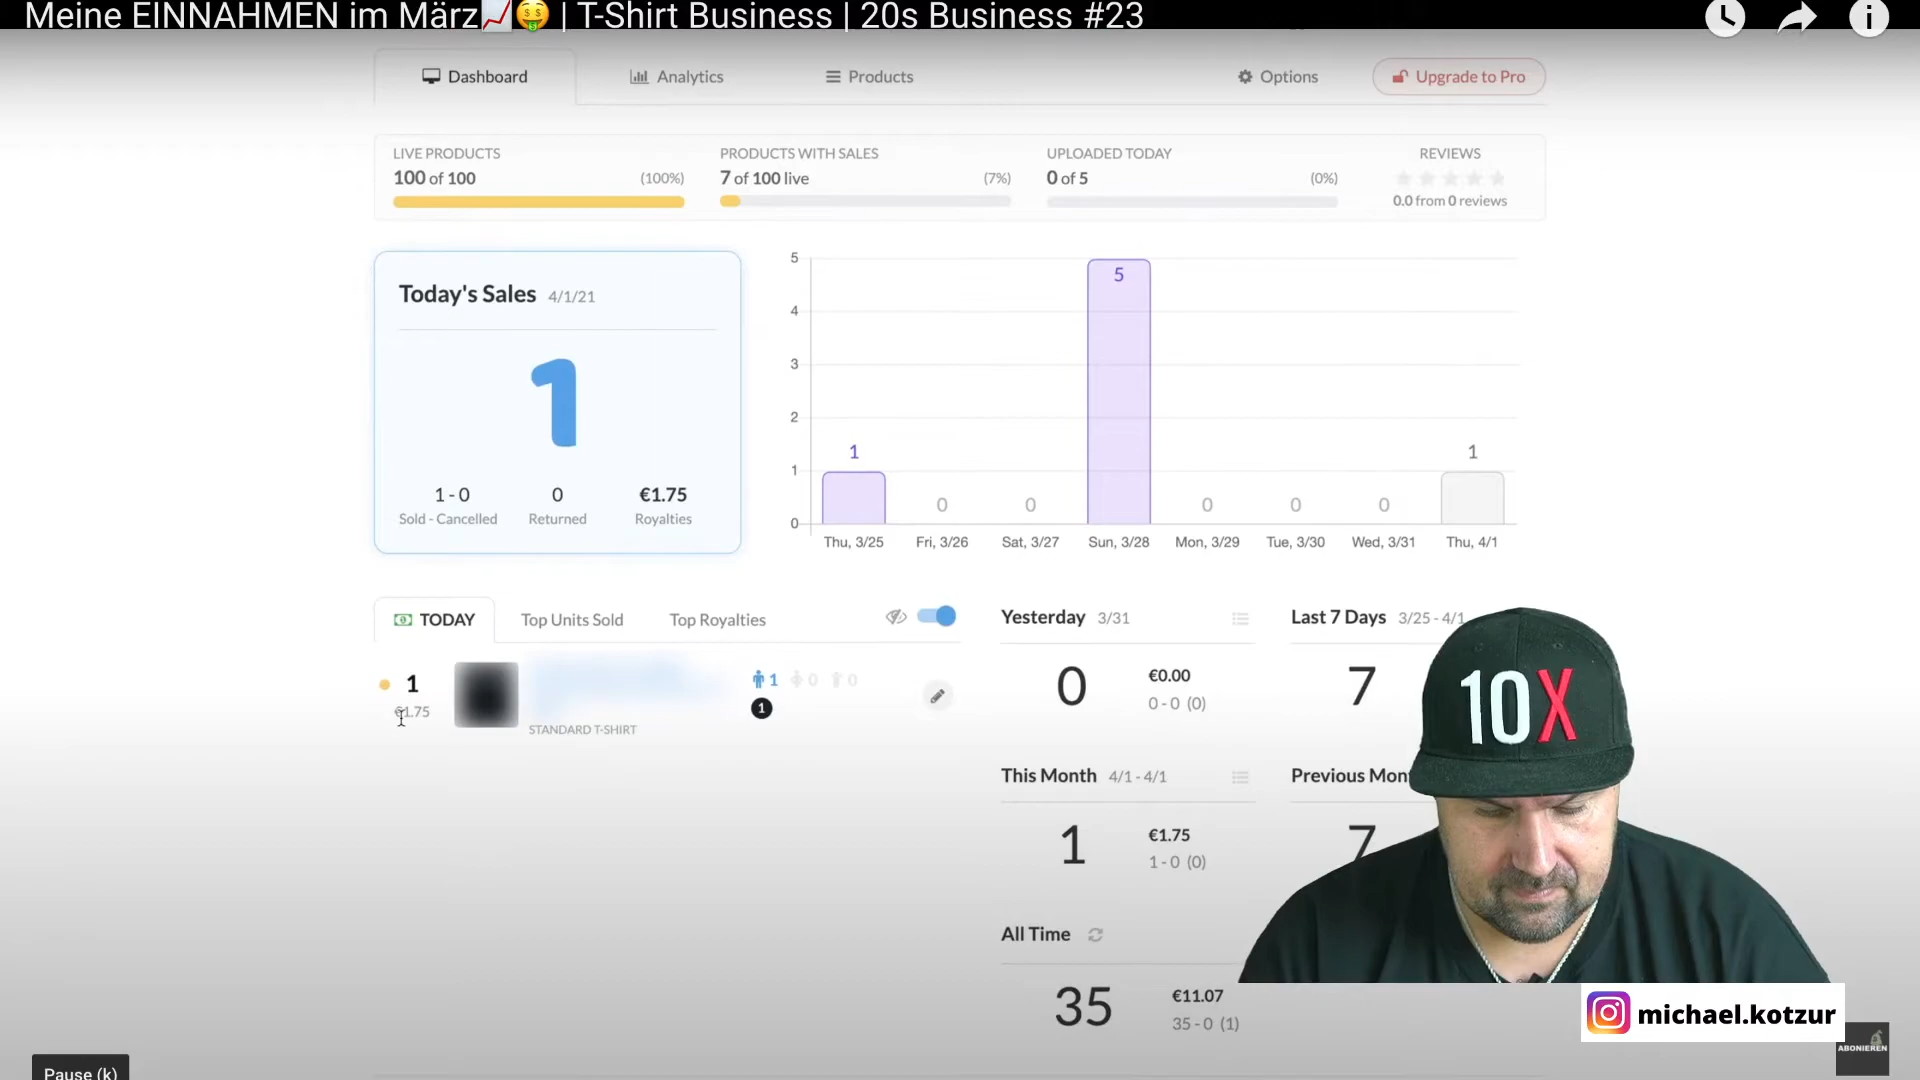 Meine EINNAHMEN im März📈🤑 | T-Shirt Business | 20s Business #23
Dashboard
Analytics
Products
Options
Upgrade to Pro
LIVE PRODUCTS
100 of 100 (100%)
PRODUCTS WITH SALES
7 of 100 live (7%)
UPLOADED TODAY
0 of 5 (0%)
REVIEWS
0.0 from 0 reviews
Today's Sales 4/1/21
1
1 - 0 0 €1.75
Sold - Cancelled Returned Royalties
5
4
3
2
1
0
1 0 0 5 0 0 0 1
Thu, 3/25 Fri, 3/26 Sat, 3/27 Sun, 3/28 Mon, 3/29 Tue, 3/30 Wed, 3/31 Thu, 4/1
TODAY
Top Units Sold
Top Royalties
1
€1.75
STANDARD T-SHIRT
1 0 0
1
Yesterday 3/31
0 €0.00
0 - 0 (0)
Last 7 Days 3/25 - 4/1
7
This Month 4/1 - 4/1
1 €1.75
1 - 0 (0)
Previous Mon
7
All Time
35 €11.07
35 - 0 (1)
10X
michael.kotzur
ABONIEREN
Pause (k)